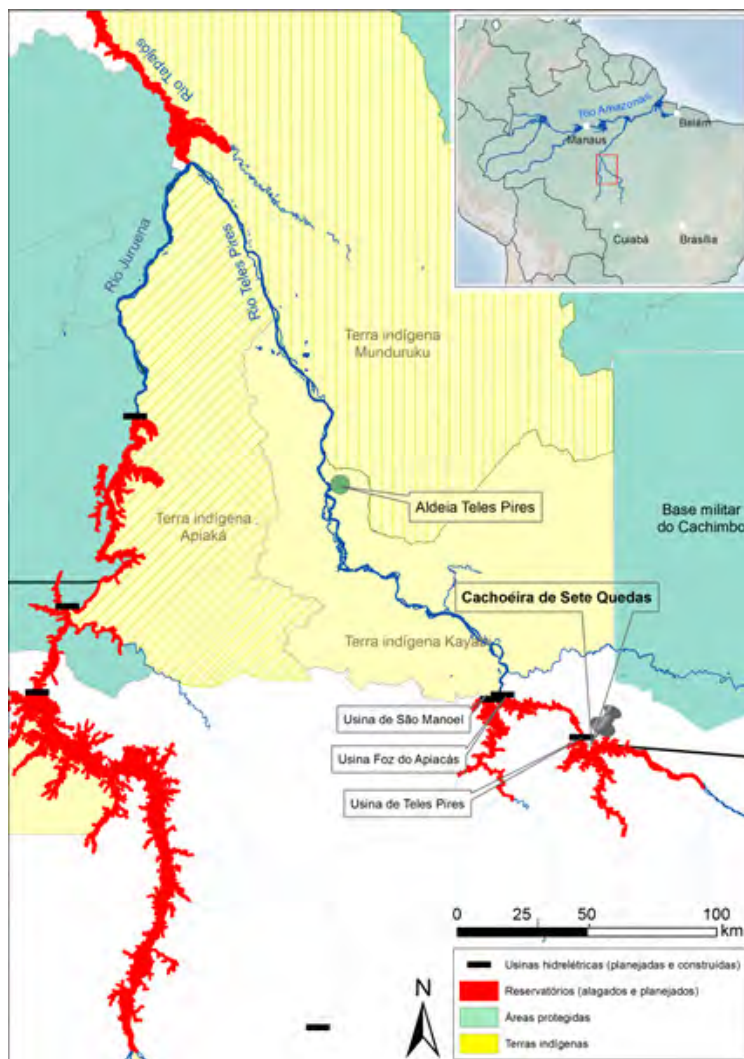 Rio Tapajós
Rio Amazonas
Belém
Manaus
Cuiabá
Brasília
Rio Juruena
Rio Teles Pires
Terra indígena
Munduruku
Aldeia Teles Pires
Terra indígena
Apiaká
Base militar
do Cachimbo
Cachoéira de Sete Quedas
Terra indígena Kayabi
Usina de São Manoel
Usina Foz do Apiacás
Usina de Teles Pires
0 25 50 100
km
N
Usinas hidrelétricas (planejadas e construídas)
Reservatórios (alagados e planejados)
Áreas protegidas
Terras indígenas